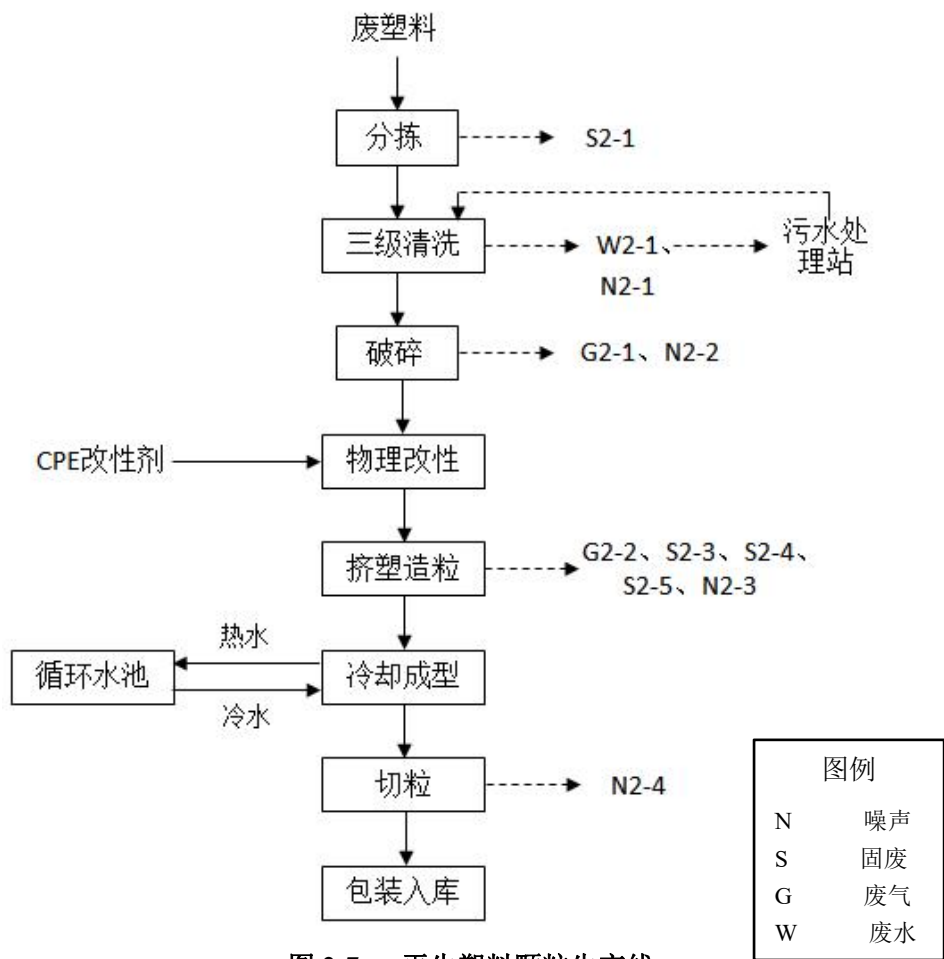 废塑料
分拣
S2-1
三级清洗
W2-1、
N2-1
污水处
理站
破碎
G2-1、N2-2
CPE改性剂
物理改性
挤塑造粒
G2-2、S2-3、S2-4、
S2-5、N2-3
热水
循环水池
冷却成型
冷水
切粒
N2-4
包装入库
图例
N 噪声
S 固废
G 废气
W 废水